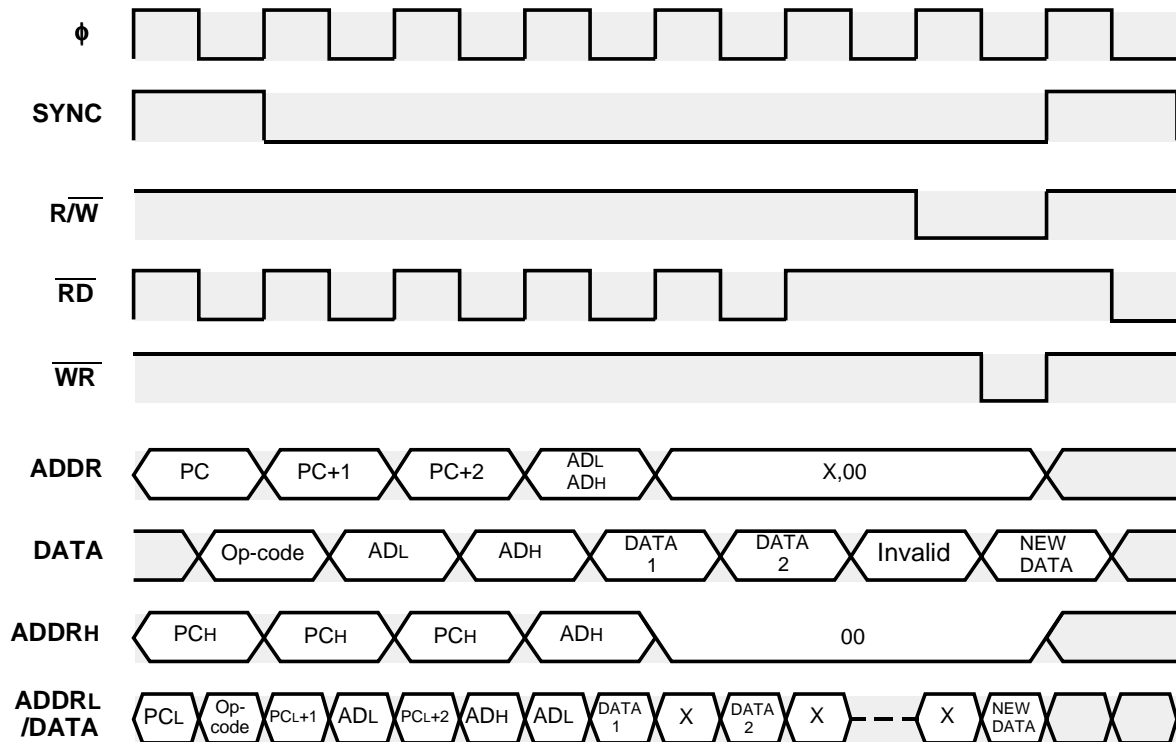 ϕ
SYNC
R/W
RD
WR
ADDR PC PC+1 PC+2 ADL ADH X,00
DATA Op-code ADL ADH DATA 1 DATA 2 Invalid NEW DATA
ADDRH PCH PCH PCH ADH 00
ADDRL /DATA PCL Op-code PCL+1 ADL PCL+2 ADH ADL DATA 1 X DATA 2 X X NEW DATA